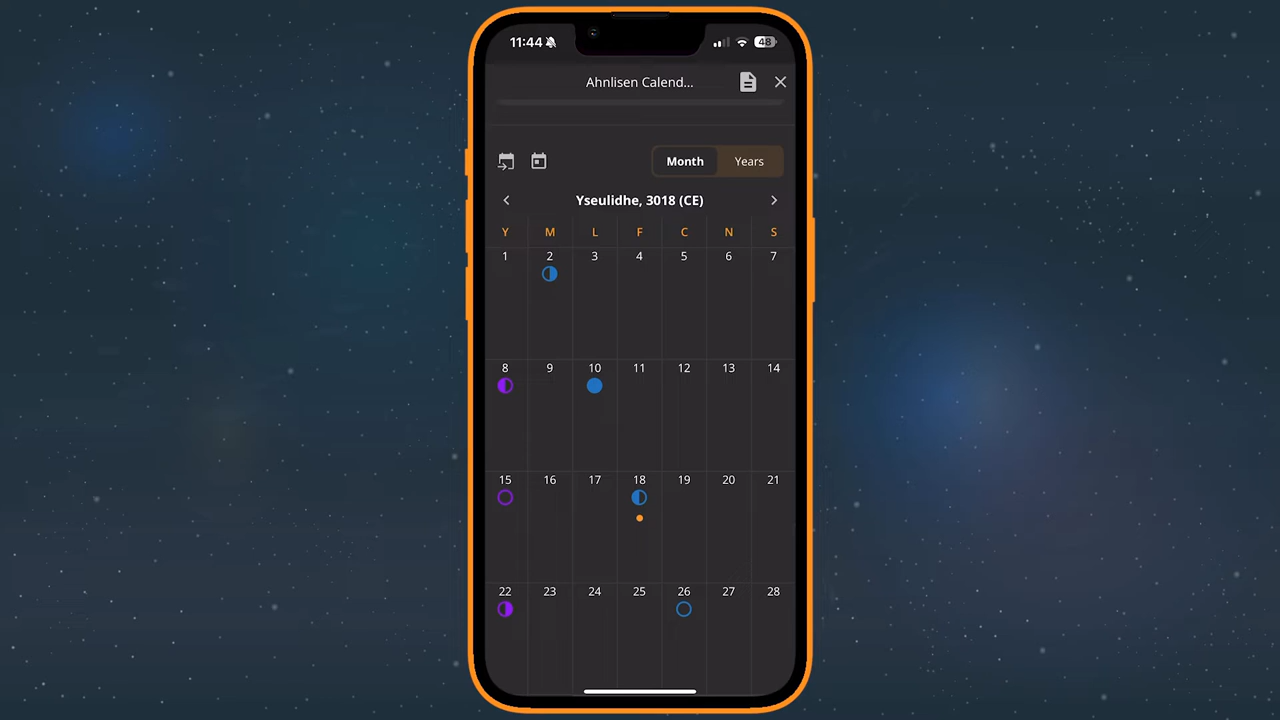 11:44 48
Ahnlisen Calend...
Month Years
Yseulidhe, 3018 (CE)
Y M L F C N S
1 2 3 4 5 6 7
8 9 10 11 12 13 14
15 16 17 18 19 20 21
22 23 24 25 26 27 28